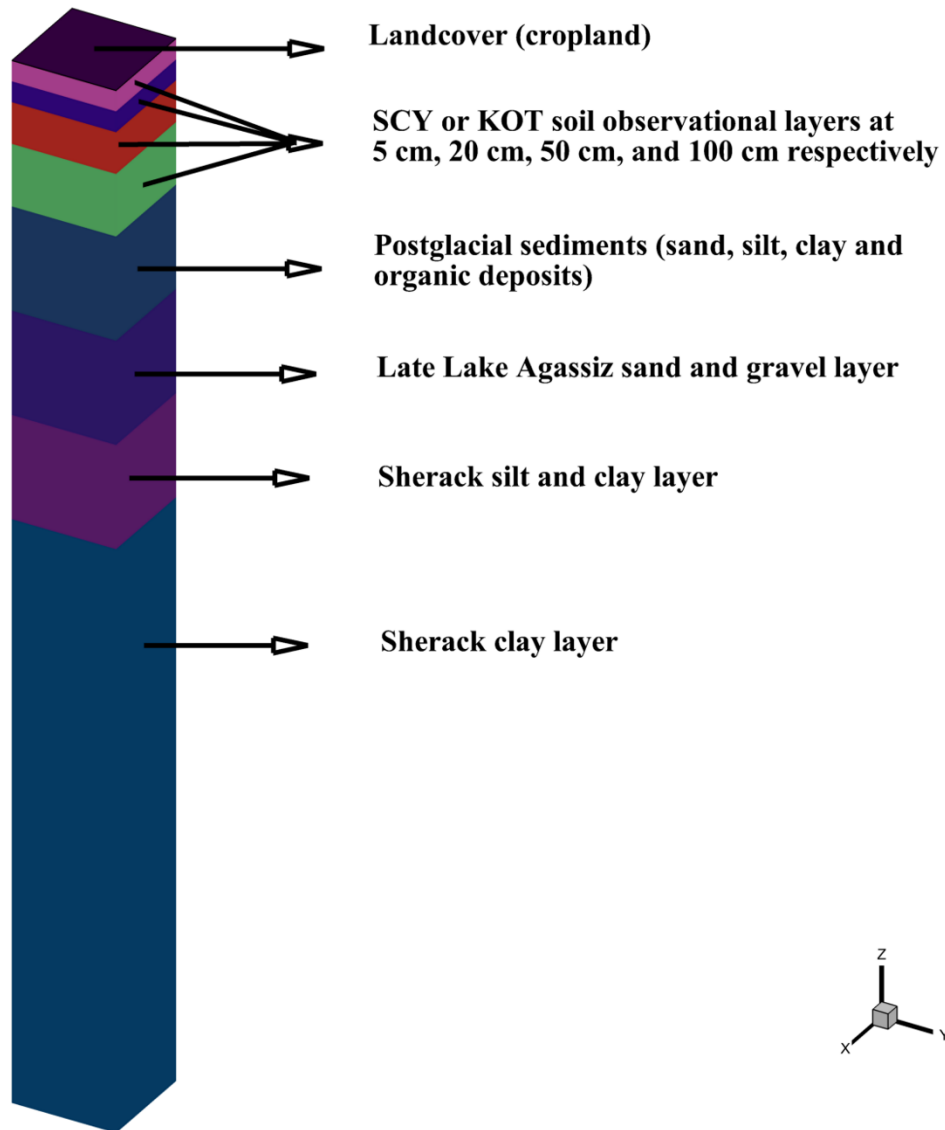 Landcover (cropland)
SCY or KOT soil observational layers at
5 cm, 20 cm, 50 cm, and 100 cm respectively
Postglacial sediments (sand, silt, clay and
organic deposits)
Late Lake Agassiz sand and gravel layer
Sherack silt and clay layer
Sherack clay layer
Z
X
Y